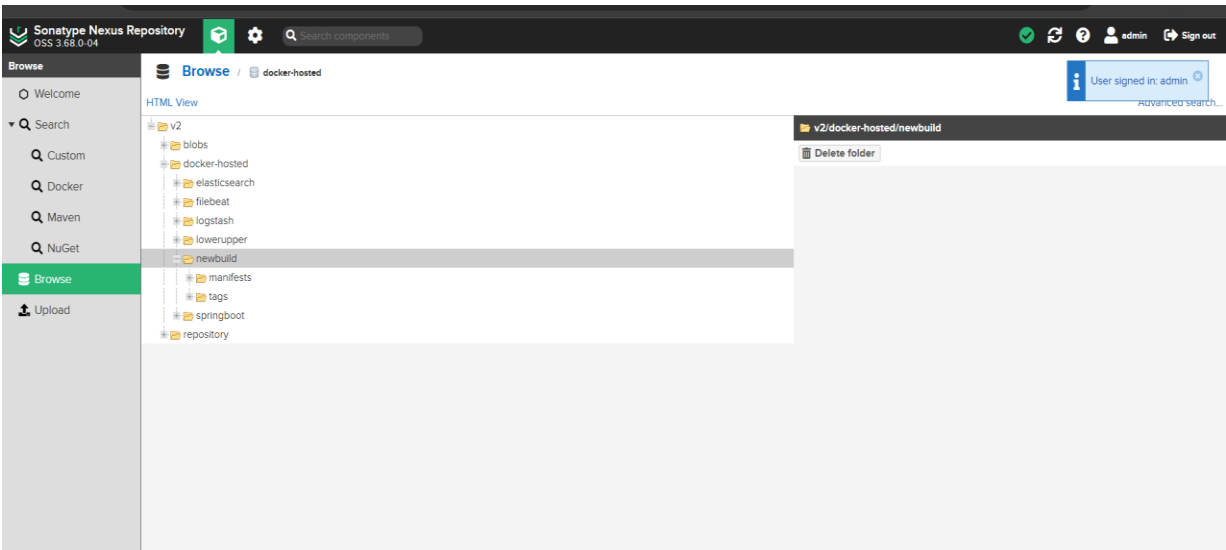 Sonatype Nexus Repository
OSS 3.68.0-04
Search components
admin
Sign out
Browse
Welcome
Search
Custom
Docker
Maven
NuGet
Browse
Upload
Browse / docker-hosted
User signed in: admin
HTML View
Advanced search...
v2
blobs
docker-hosted
elasticsearch
filebeat
logstash
lowerupper
newbuild
manifests
tags
springboot
repository
v2/docker-hosted/newbuild
Delete folder